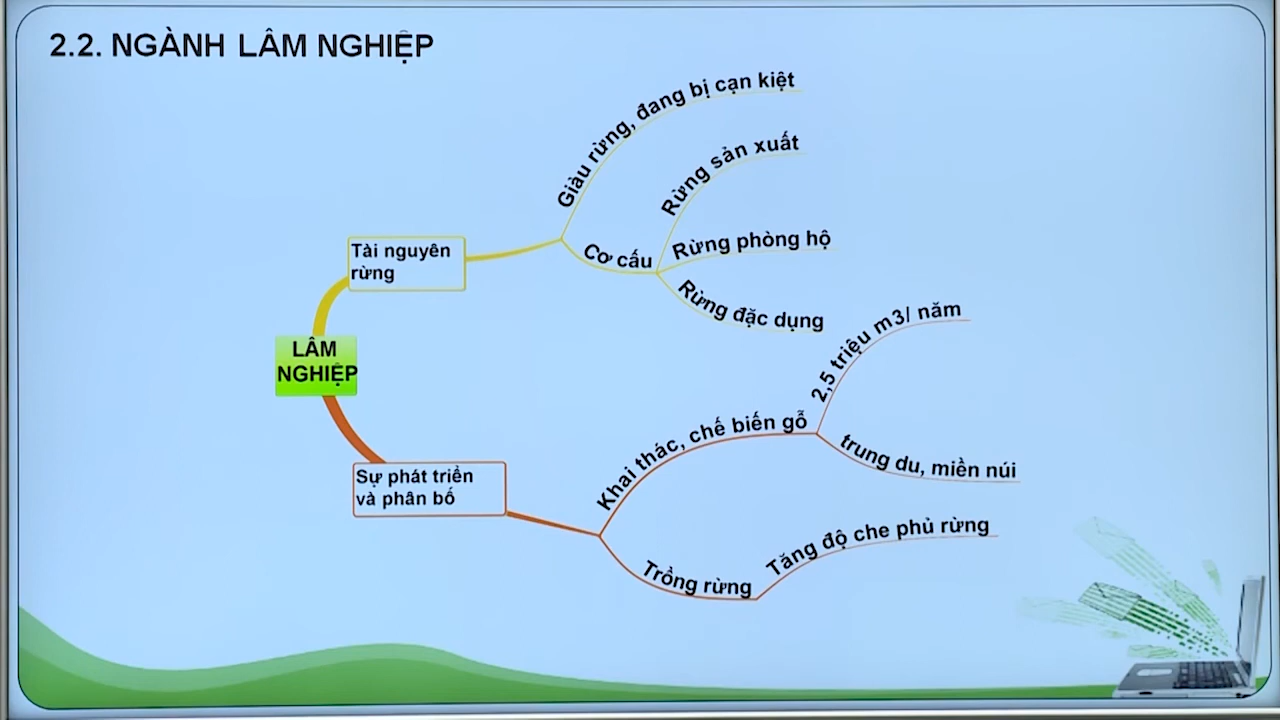 2.2. NGÀNH LÂM NGHIỆP
Giàu rừng, đang bị cạn kiệt
Rừng sản xuất
Tài nguyên
rừng
Cơ cấu
Rừng phòng hộ
Rừng đặc dụng
LÂM
NGHIỆP
2,5 triệu m3/ năm
Khai thác, chế biến gỗ
trung du, miền núi
Sự phát triển
và phân bố
Trồng rừng
Tăng độ che phủ rừng